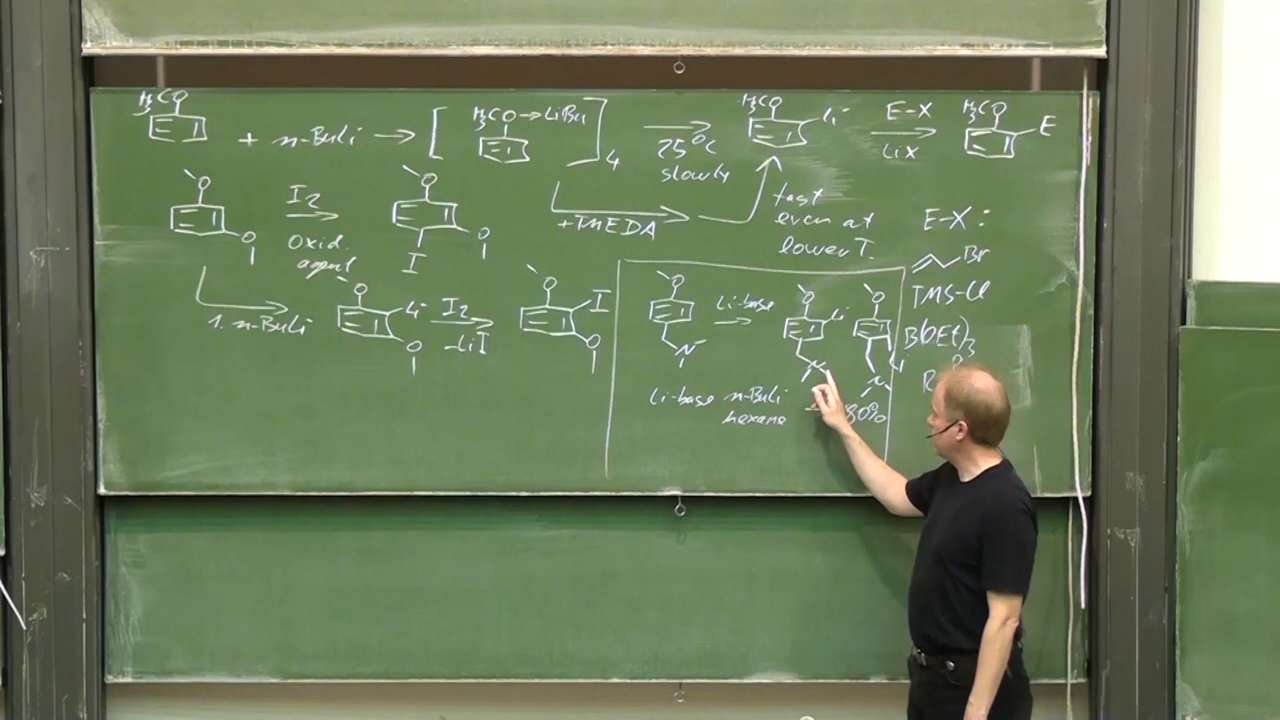 H₃CO + n-BuLi → [ H₃CO → LiBu ]₄ → 25°C slowly H₃CO Li E-X → LiX H₃CO E
+TMEDA → fast even at lower T.
O O I₂ → Oxid. agent O I O
1. n-BuLi → O Li O I₂ → -LiI O I O
O N Li-base → O Li N O Li N
Li-base n-BuLi hexane 80%
E-X:
Br
TMS-Cl
B(OEt)₃